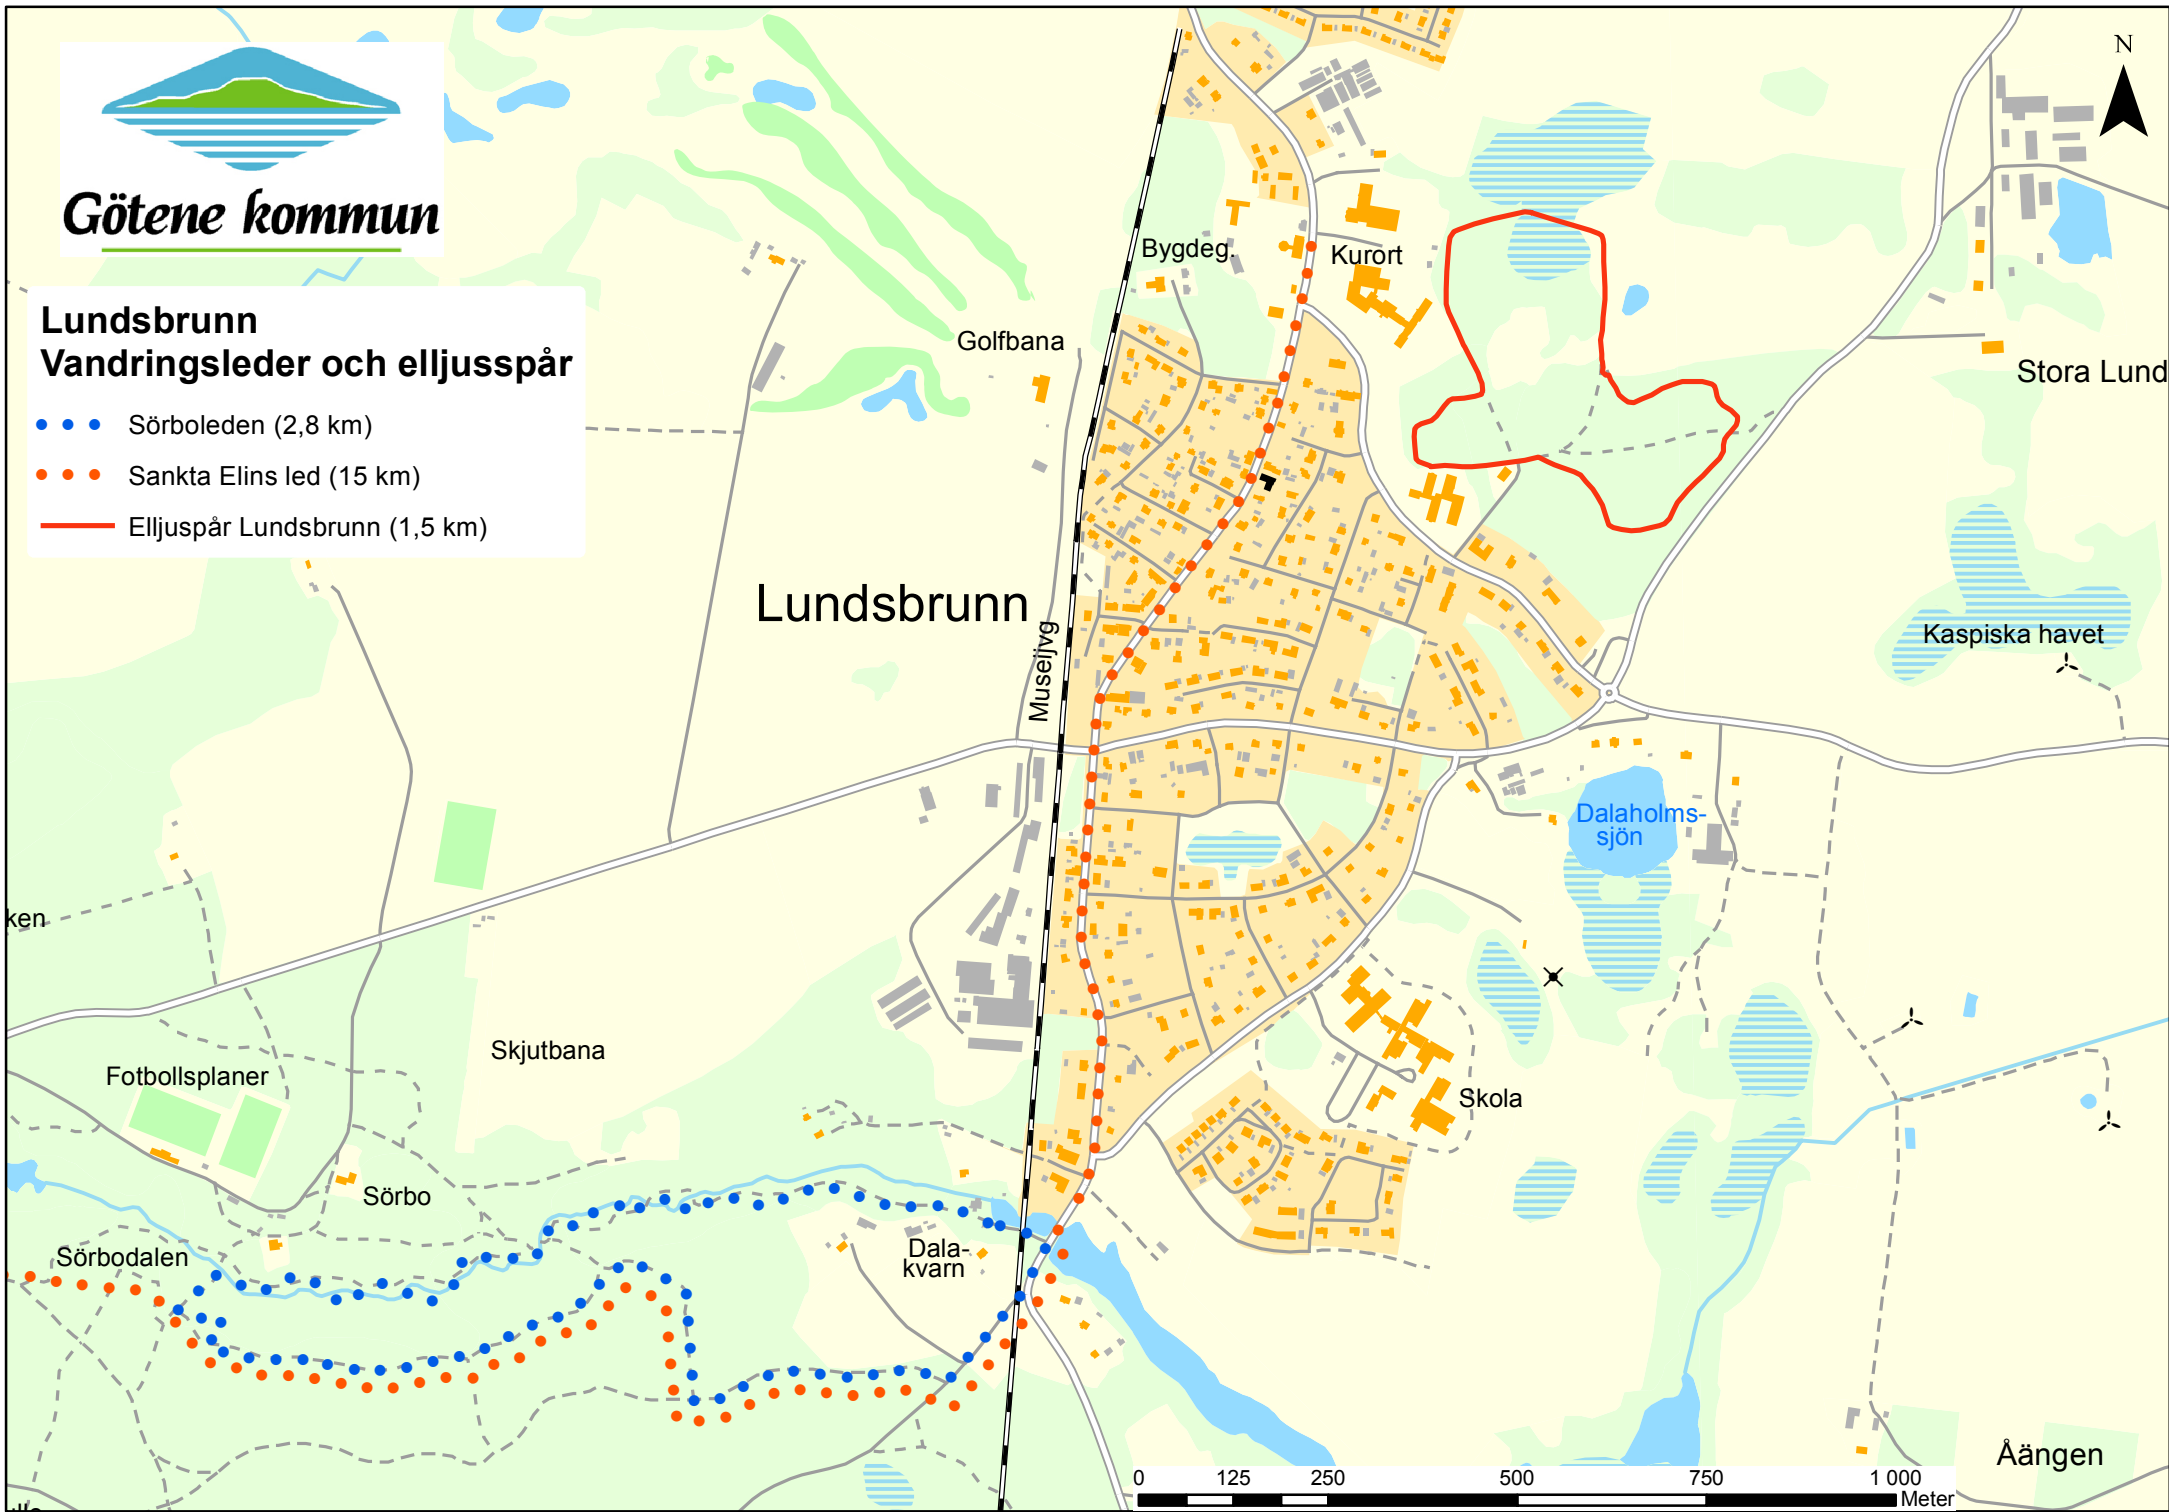 Götene kommun
Lundsbrunn
Vandringsleder och elljusspår
Sörboleden (2,8 km)
Sankta Elins led (15 km)
Elljuspår Lundsbrunn (1,5 km)
N
Bygdeg.
Kurort
Golfbana
Stora Lund
Lundsbrunn
Museijvg
Kaspiska havet
Dalaholms-
sjön
ken
Skjutbana
Fotbollsplaner
Skola
Sörbo
Sörbodalen
Dala-
kvarn
Åängen
0 125 250 500 750 1 000
Meter